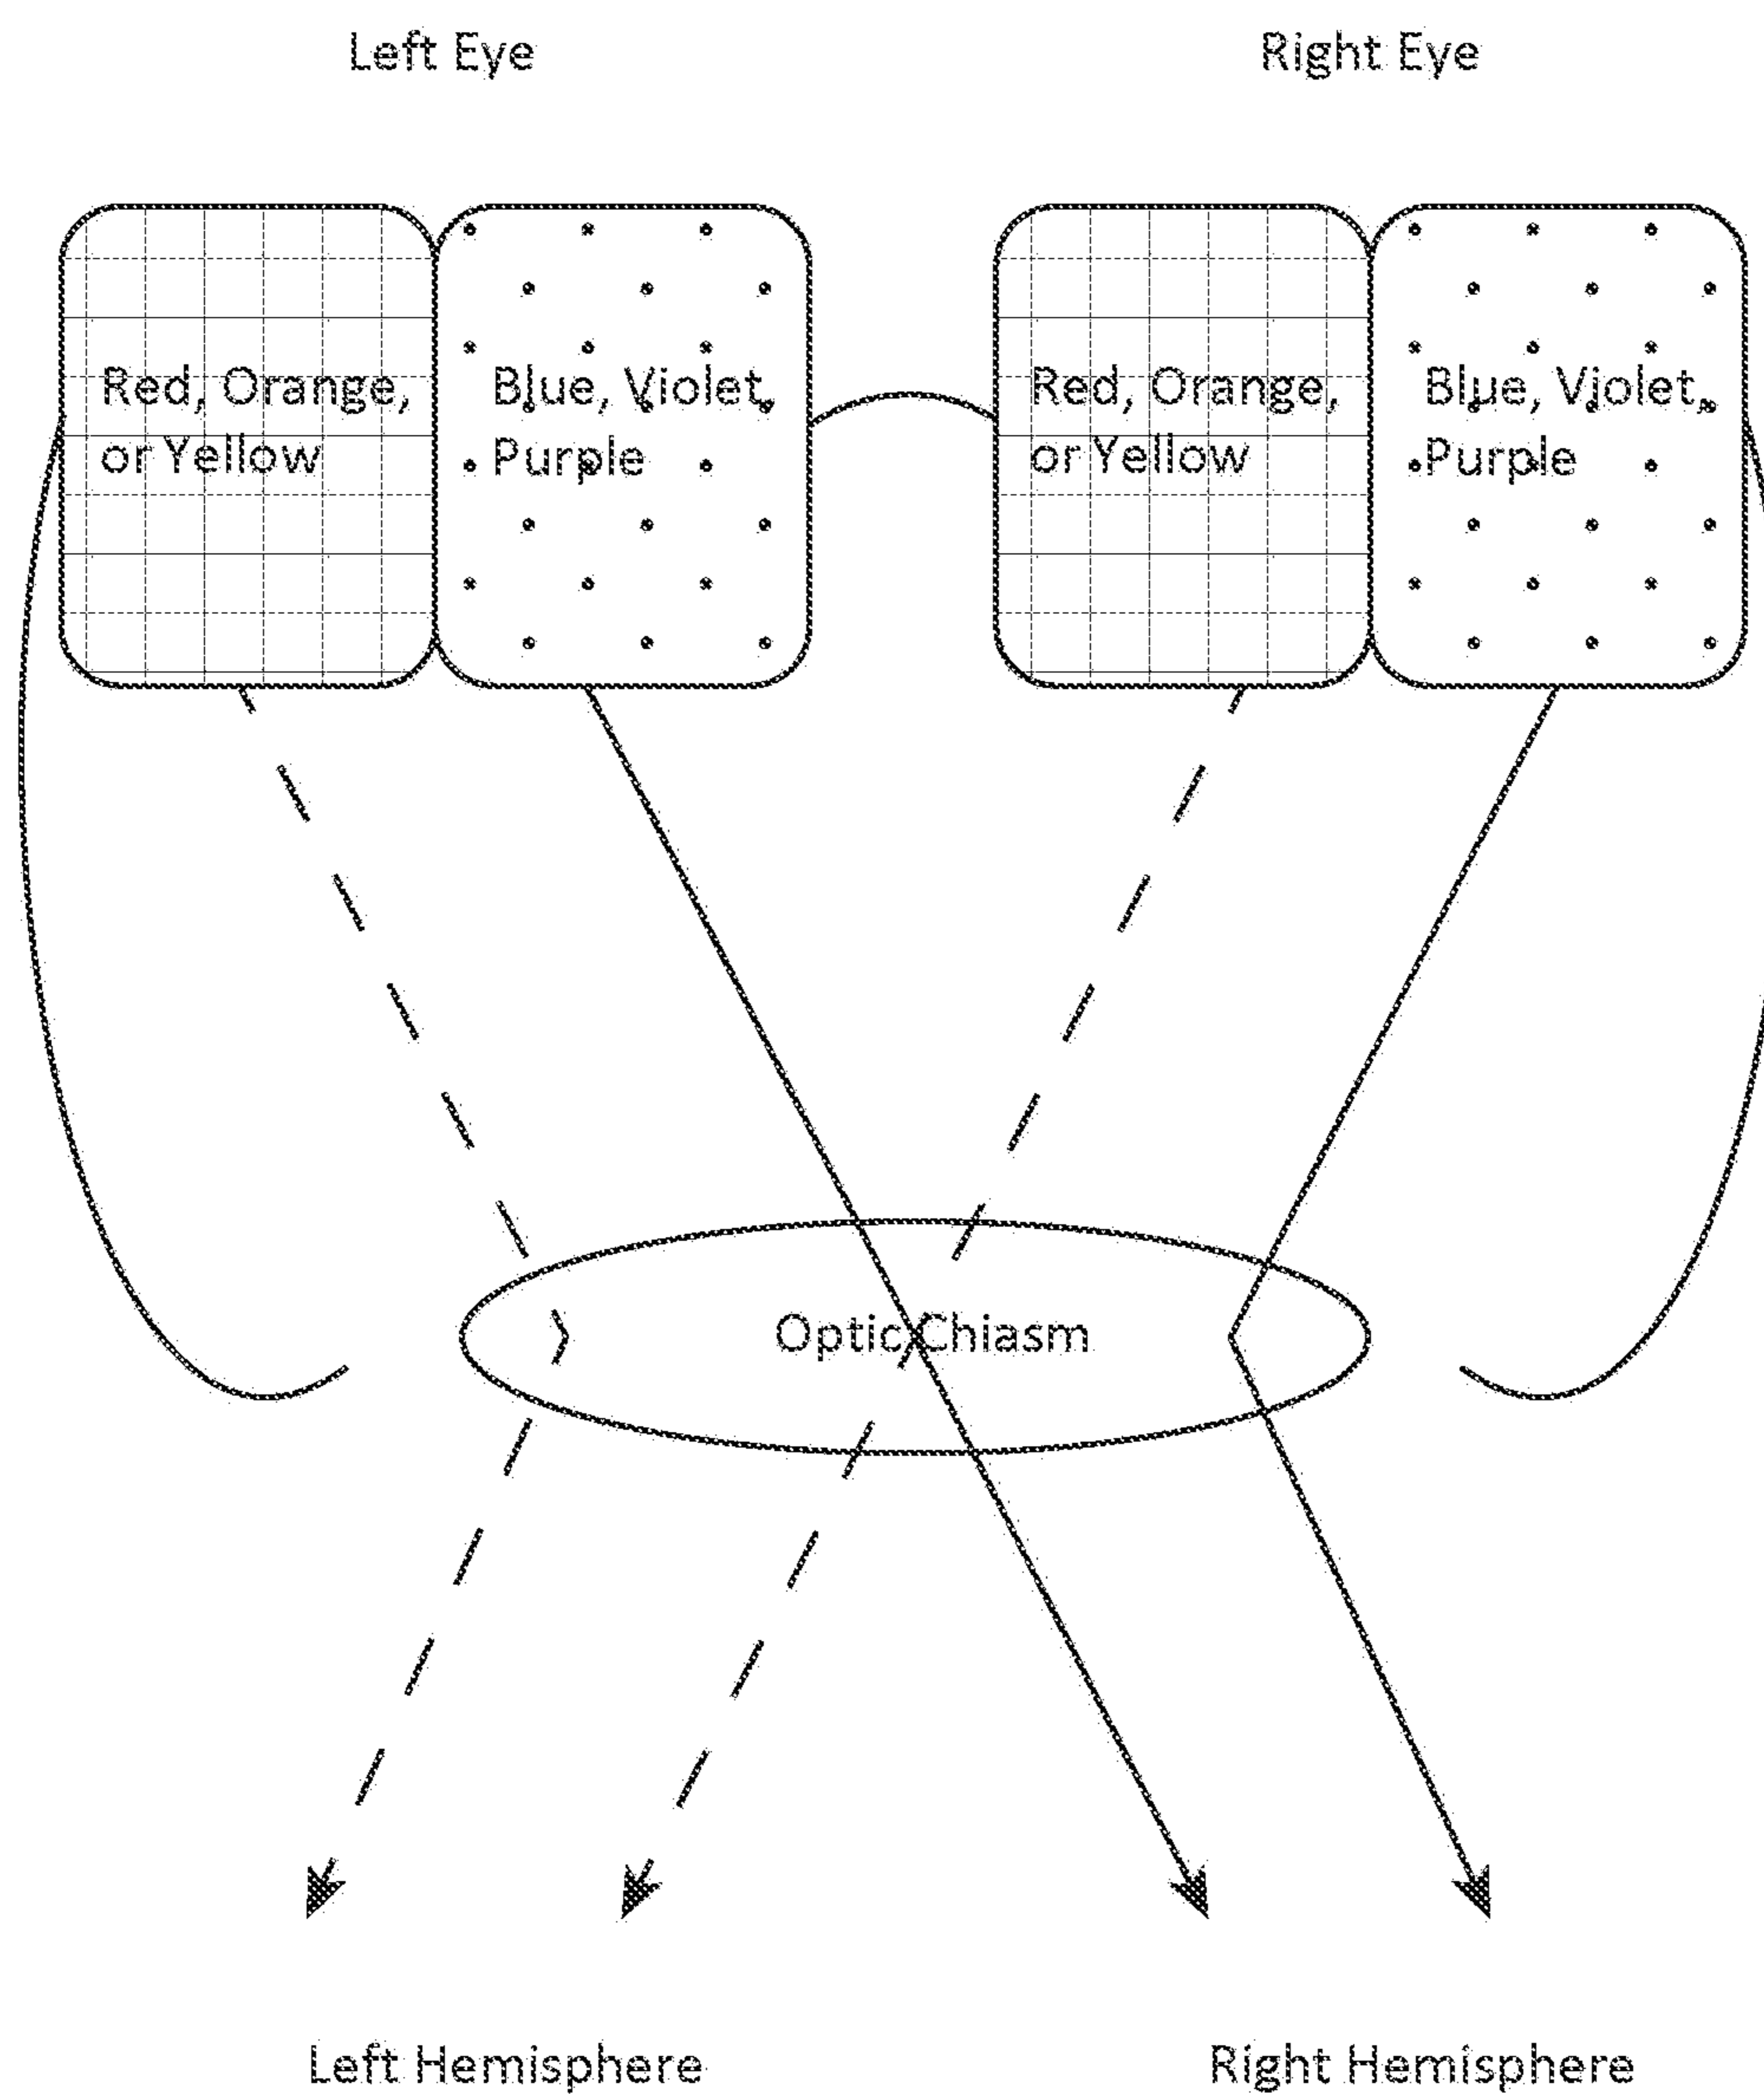 Left Eye
Right Eye
Red, Orange,
or Yellow
Blue, Violet,
Purple
Red, Orange,
or Yellow
Blue, Violet,
Purple
Optic Chiasm
Left Hemisphere
Right Hemisphere